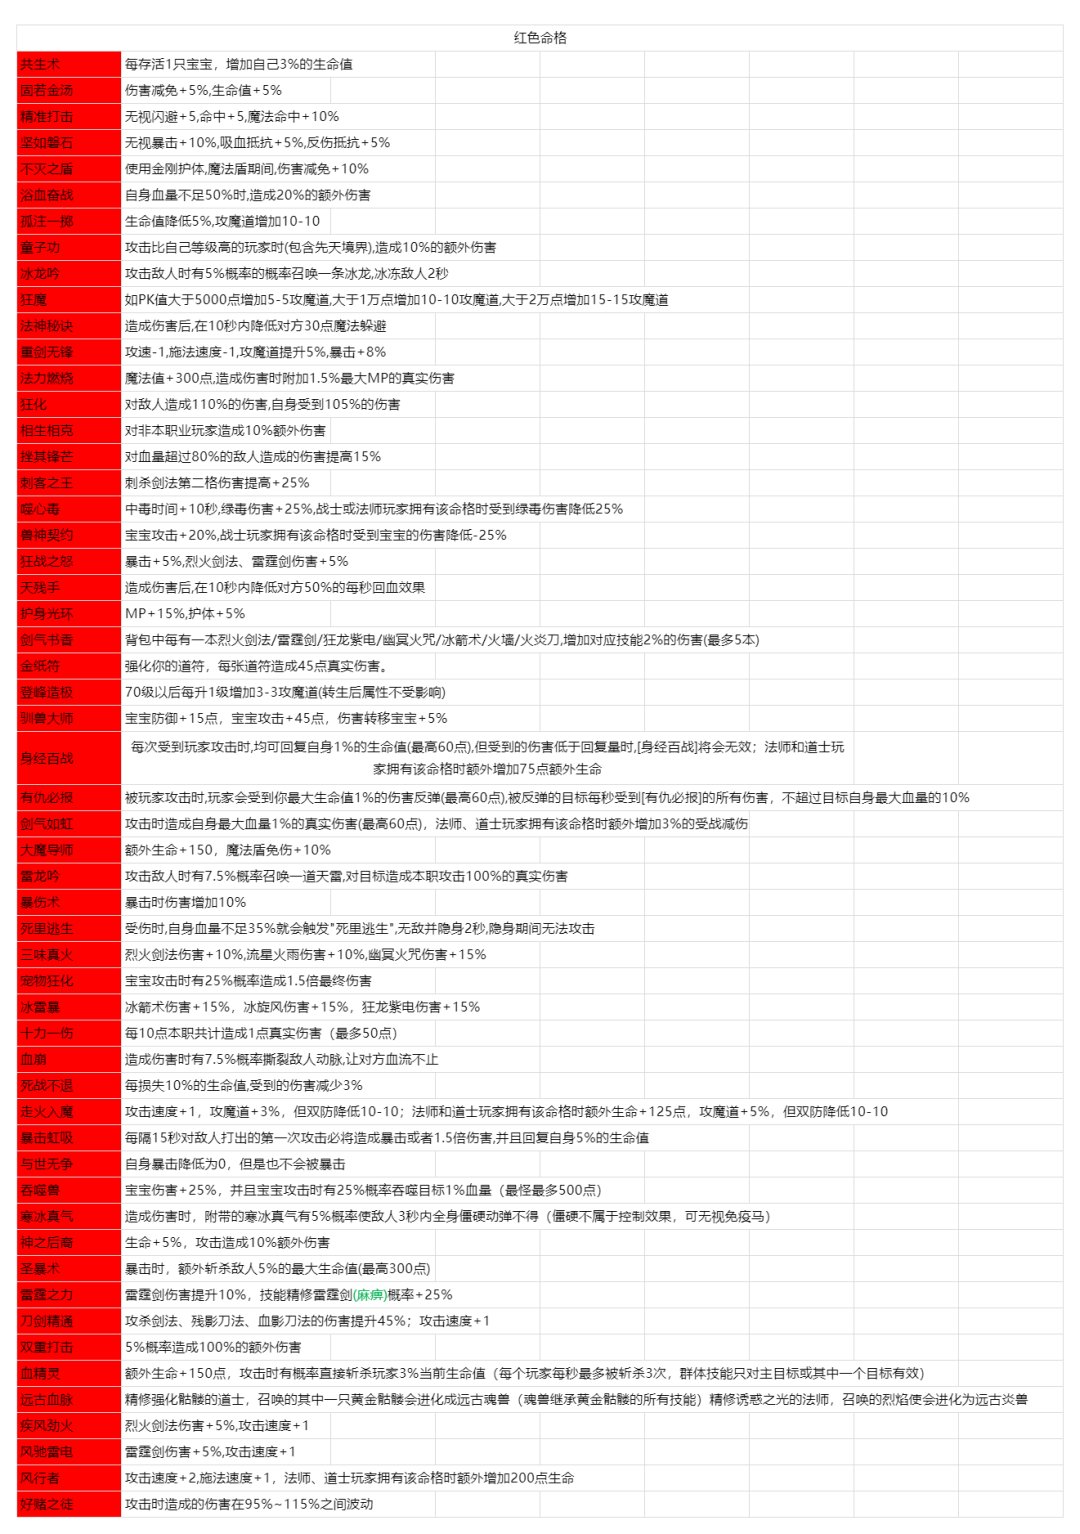 红色命格
共生术 每存活1只宝宝，增加自己3%的生命值
固若金汤 伤害减免+5%,生命值+5%
精准打击 无视闪避+5,命中+5,魔法命中+10%
坚如磐石 无视暴击+10%,吸血抵抗+5%,反伤抵抗+5%
不灭之盾 使用金刚护体,魔法盾期间,伤害减免+10%
浴血奋战 自身血量不足50%时,造成20%的额外伤害
孤注一掷 生命值降低5%,攻魔道增加10-10
童子功 攻击比自己等级高的玩家时(包含先天境界),造成10%的额外伤害
冰龙吟 攻击敌人时有5%概率的概率召唤一条冰龙,冰冻敌人2秒
狂魔 如PK值大于5000点增加5-5攻魔道,大于1万点增加10-10攻魔道,大于2万点增加15-15攻魔道
法神秘诀 造成伤害后,在10秒内降低对方30点魔法躲避
重剑无锋 攻速-1,施法速度-1,攻魔道提升5%,暴击+8%
法力燃烧 魔法值+300点,造成伤害时附加1.5%最大MP的真实伤害
狂化 对敌人造成110%的伤害,自身受到105%的伤害
相生相克 对非本职业玩家造成10%额外伤害
挫其锋芒 对血量超过80%的敌人造成的伤害提高15%
刺客之王 刺杀剑法第二格伤害提高+25%
噬心毒 中毒时间+10秒,绿毒伤害+25%,战士或法师玩家拥有该命格时受到绿毒伤害降低25%
兽神契约 宝宝攻击+20%,战士玩家拥有该命格时受到宝宝的伤害降低-25%
狂战之怒 暴击+5%,烈火剑法、雷霆剑伤害+5%
天残手 造成伤害后,在10秒内降低对方50%的每秒回血效果
护身光环 MP+15%,护体+5%
剑气书香 背包中每有一本烈火剑法/雷霆剑/狂龙紫电/幽冥火咒/冰箭术/火墙/火炎刀,增加对应技能2%的伤害(最多5本)
金纸符 强化你的道符，每张道符造成45点真实伤害。
登峰造极 70级以后每升1级增加3-3攻魔道(转生后属性不受影响)
驯兽大师 宝宝防御+15点，宝宝攻击+45点，伤害转移宝宝+5%
身经百战 每次受到玩家攻击时,均可回复自身1%的生命值(最高60点),但受到的伤害低于回复量时,[身经百战]将会无效；法师和道士玩
家拥有该命格时额外增加75点额外生命
有仇必报 被玩家攻击时,玩家会受到你最大生命值1%的伤害反弹(最高60点),被反弹的目标每秒受到[有仇必报]的所有伤害，不超过目标自身最大血量的10%
剑气如虹 攻击时造成自身最大血量1%的真实伤害(最高60点)，法师、道士玩家拥有该命格时额外增加3%的受战减伤
大魔导师 额外生命+150，魔法盾免伤+10%
雷龙吟 攻击敌人时有7.5%概率召唤一道天雷,对目标造成本职攻击100%的真实伤害
暴伤术 暴击时伤害增加10%
死里逃生 受伤时,自身血量不足35%就会触发"死里逃生",无敌并隐身2秒,隐身期间无法攻击
三味真火 烈火剑法伤害+10%,流星火雨伤害+10%,幽冥火咒伤害+15%
宠物狂化 宝宝攻击时有25%概率造成1.5倍最终伤害
冰雷暴 冰箭术伤害+15%，冰旋风伤害+15%，狂龙紫电伤害+15%
十力一伤 每10点本职共计造成1点真实伤害（最多50点）
血崩 造成伤害时有7.5%概率撕裂敌人动脉,让对方血流不止
死战不退 每损失10%的生命值,受到的伤害减少3%
走火入魔 攻击速度+1，攻魔道+3%，但双防降低10-10；法师和道士玩家拥有该命格时额外生命+125点，攻魔道+5%，但双防降低10-10
暴击虹吸 每隔15秒对敌人打出的第一次攻击必将造成暴击或者1.5倍伤害,并且回复自身5%的生命值
与世无争 自身暴击降低为0，但是也不会被暴击
吞噬兽 宝宝伤害+25%，并且宝宝攻击时有25%概率吞噬目标1%血量（最怪最多500点）
寒冰真气 造成伤害时，附带的寒冰真气有5%概率使敌人3秒内全身僵硬动弹不得（僵硬不属于控制效果，可无视免疫马）
神之后裔 生命+5%，攻击造成10%额外伤害
圣暴术 暴击时，额外斩杀敌人5%的最大生命值(最高300点)
雷霆之力 雷霆剑伤害提升10%，技能精修雷霆剑(麻痹)概率+25%
刀剑精通 攻杀剑法、残影刀法、血影刀法的伤害提升45%；攻击速度+1
双重打击 5%概率造成100%的额外伤害
血精灵 额外生命+150点，攻击时有概率直接斩杀玩家3%当前生命值（每个玩家每秒最多被斩杀3次，群体技能只对主目标或其中一个目标有效）
远古血脉 精修强化骷髅的道士，召唤的其中一只黄金骷髅会进化成远古魂兽（魂兽继承黄金骷髅的所有技能）精修诱惑之光的法师，召唤的烈焰使会进化为远古炎兽
疾风劲火 烈火剑法伤害+5%,攻击速度+1
风驰雷电 雷霆剑伤害+5%,攻击速度+1
风行者 攻击速度+2,施法速度+1，法师、道士玩家拥有该命格时额外增加200点生命
好赌之徒 攻击时造成的伤害在95%~115%之间波动